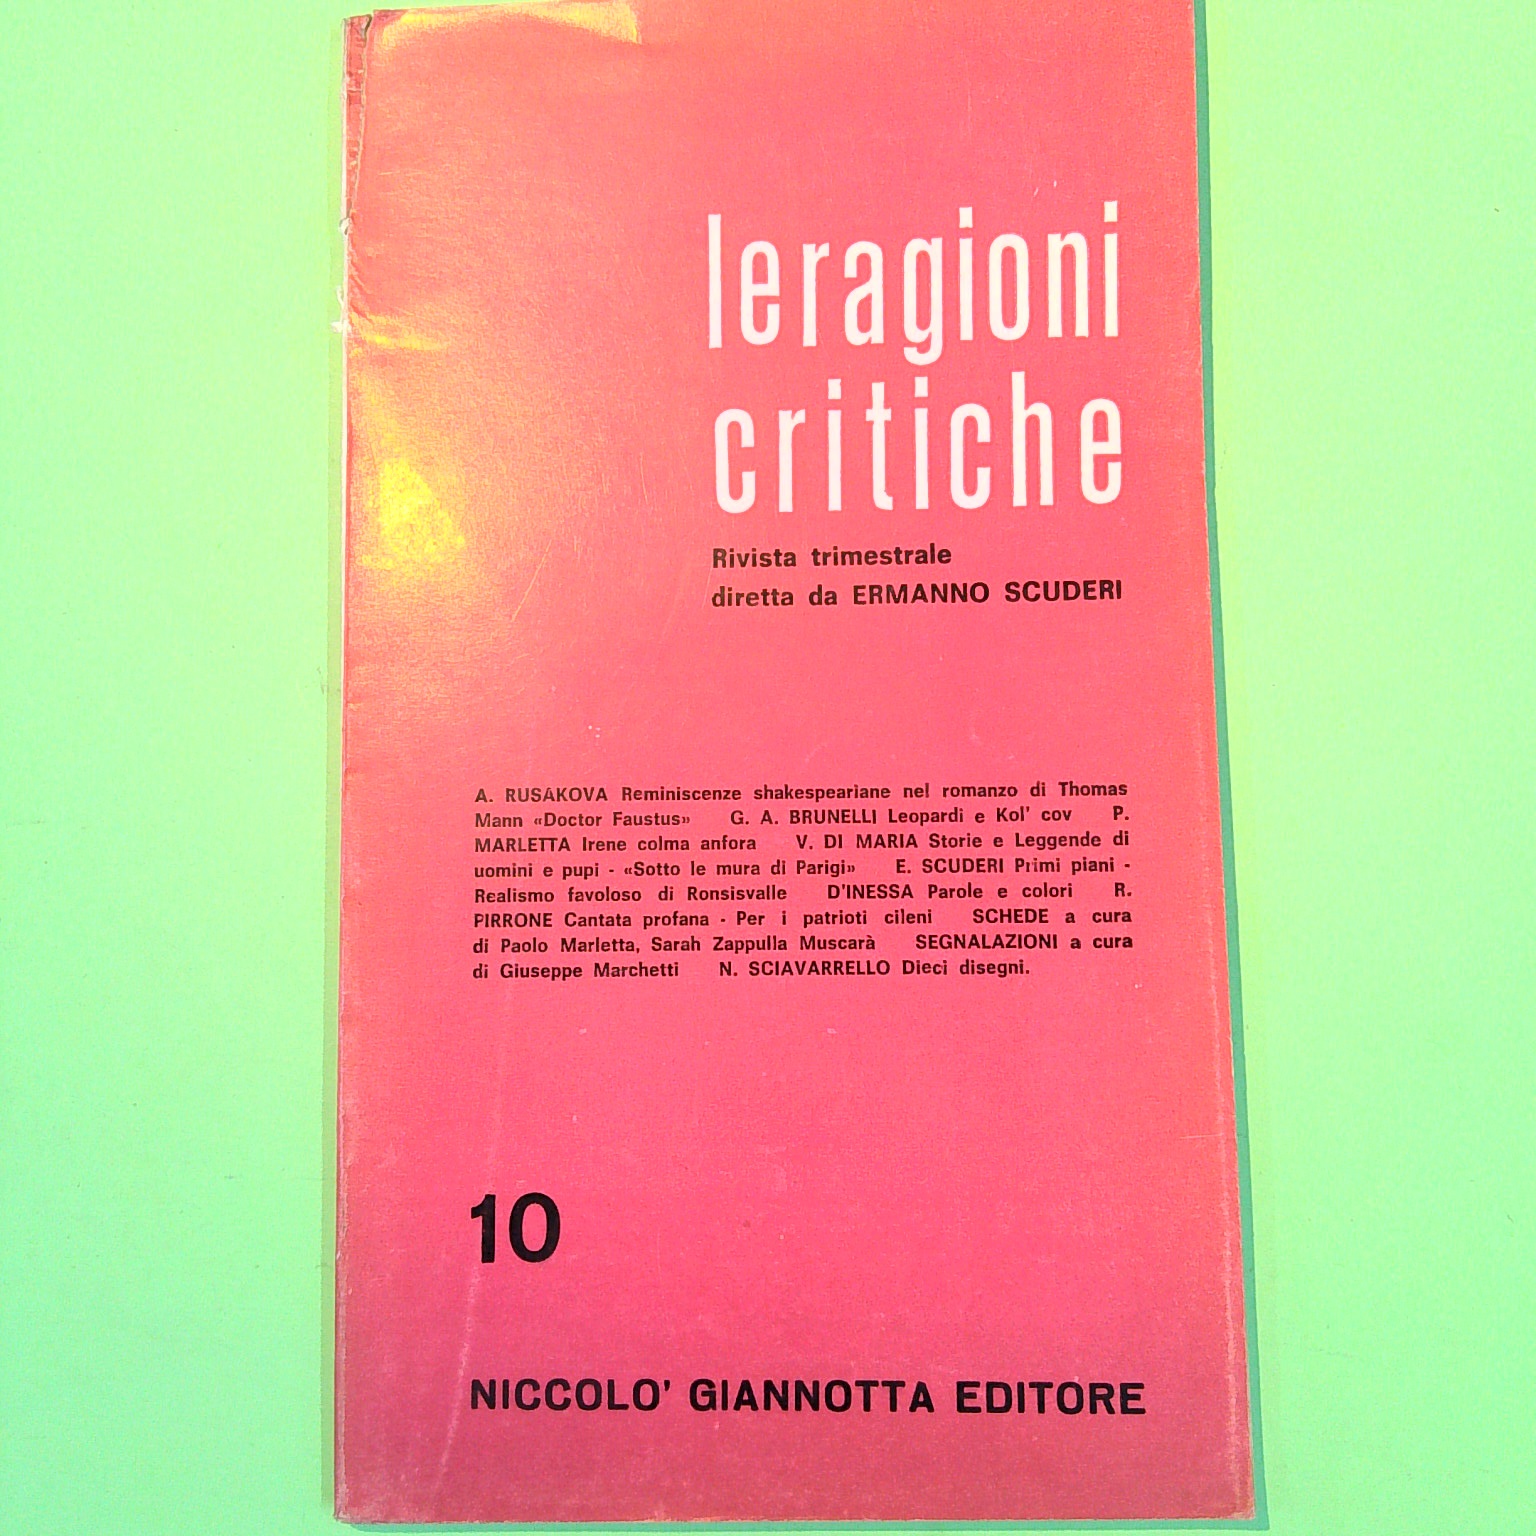 leragioni
critiche
Rivista trimestrale
diretta da ERMANNO SCUDERI
A. RUSAKOVA Reminiscenze shakespeariane nel romanzo di Thomas
Mann «Doctor Faustus» G. A. BRUNELLI Leopardi e Kol' cov P.
MARLETTA Irene colma anfora V. DI MARIA Storie e Leggende di
uomini e pupi - «Sotto le mura di Parigi» E. SCUDERI Primi piani -
Realismo favoloso di Ronsisvalle D'INESSA Parole e colori R.
PIRRONE Cantata profana - Per i patrioti cileni SCHEDE a cura
di Paolo Marletta, Sarah Zappulla Muscarà SEGNALAZIONI a cura
di Giuseppe Marchetti N. SCIAVARRELLO Dieci disegni.
10
NICCOLO' GIANNOTTA EDITORE